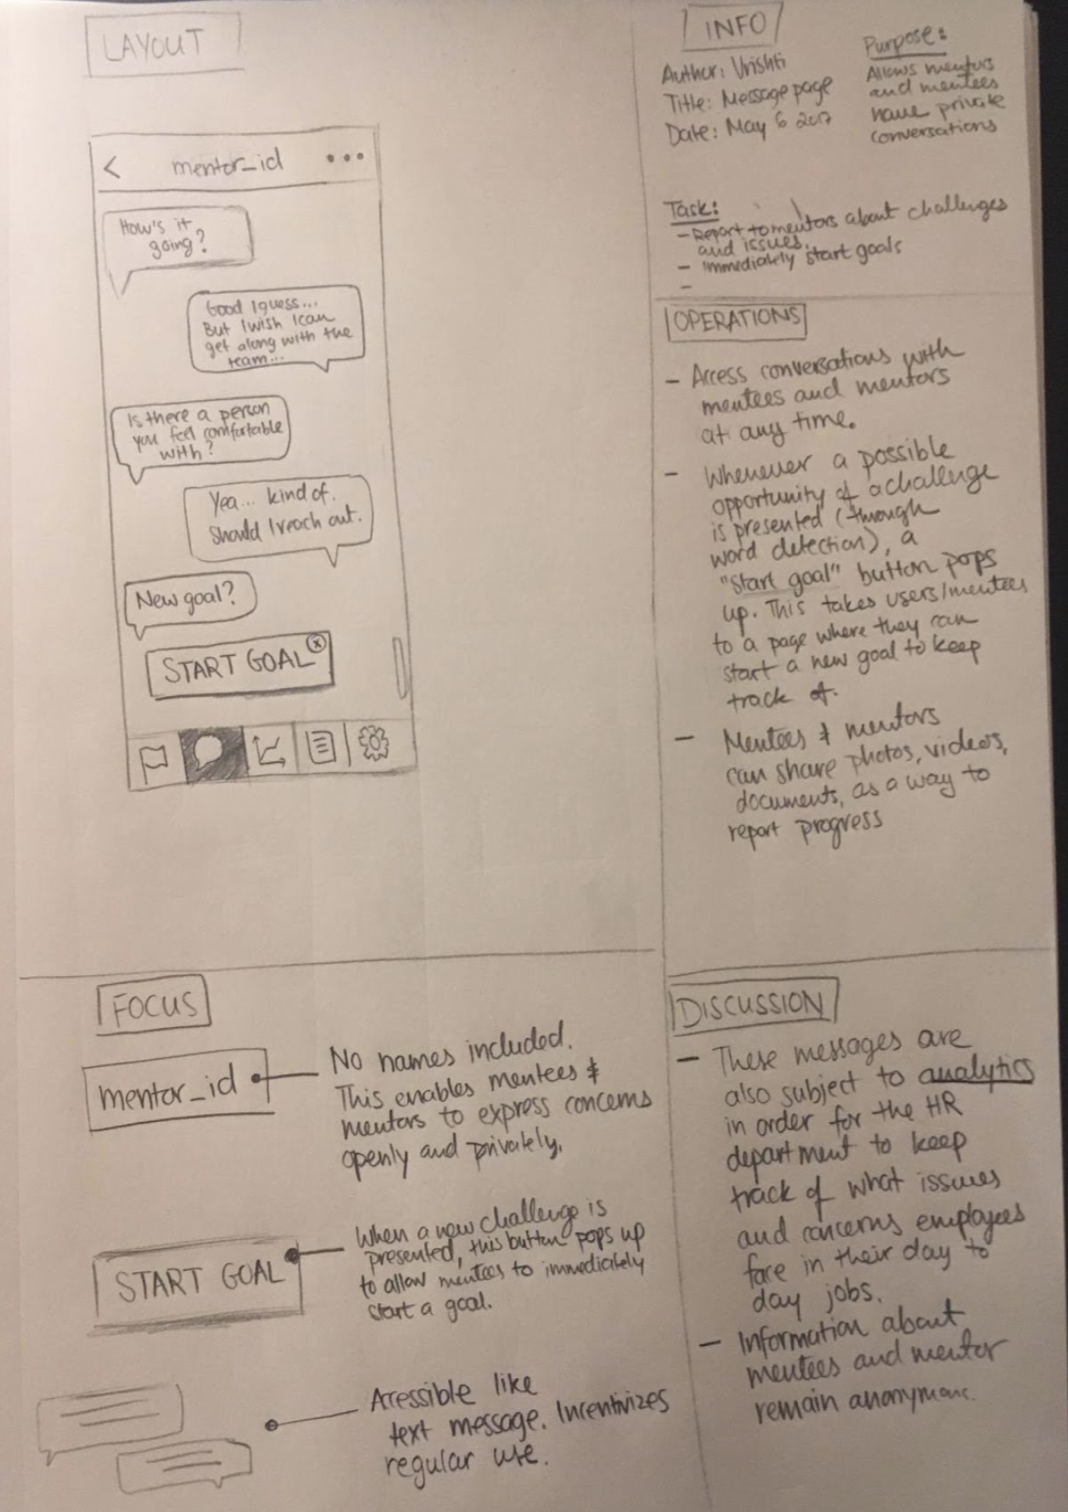 LAYOUT
< mentor_id •••
How's it
going?
Good I guess...
But I wish I can
get along with the
team...
Is there a person
you feel comfortable
with?
Yea... kind of.
Should I reach out.
New goal?
START GOAL
INFO
Author: Vrishti
Title: Message page
Date: May 6 2017
Purpose:
Allows mentors
and mentees
have private
conversations
Task:
- Report to mentors about challenges
and issues.
- Immediately start goals
-
OPERATIONS
- Access conversations with
mentees and mentors
at any time.
- Whenever a possible
opportunity of a challenge
is presented (through
word detection), a
"Start goal" button pops
up. This takes users/mentees
to a page where they can
start a new goal to keep
track of.
- Mentees & mentors
can share photos, videos,
documents, as a way to
report progress
FOCUS
mentor_id
No names included.
This enables mentees &
mentors to express concerns
openly and privately.
START GOAL
When a new challenge is
presented, this button pops up
to allow mentees to immediately
start a goal.
Acessible like
text message. Incentivizes
regular use.
DISCUSSION
- These messages are
also subject to analytics
in order for the HR
department to keep
track of what issues
and concerns employees
face in their day to
day jobs.
- Information about
mentees and mentor
remain anonymous.